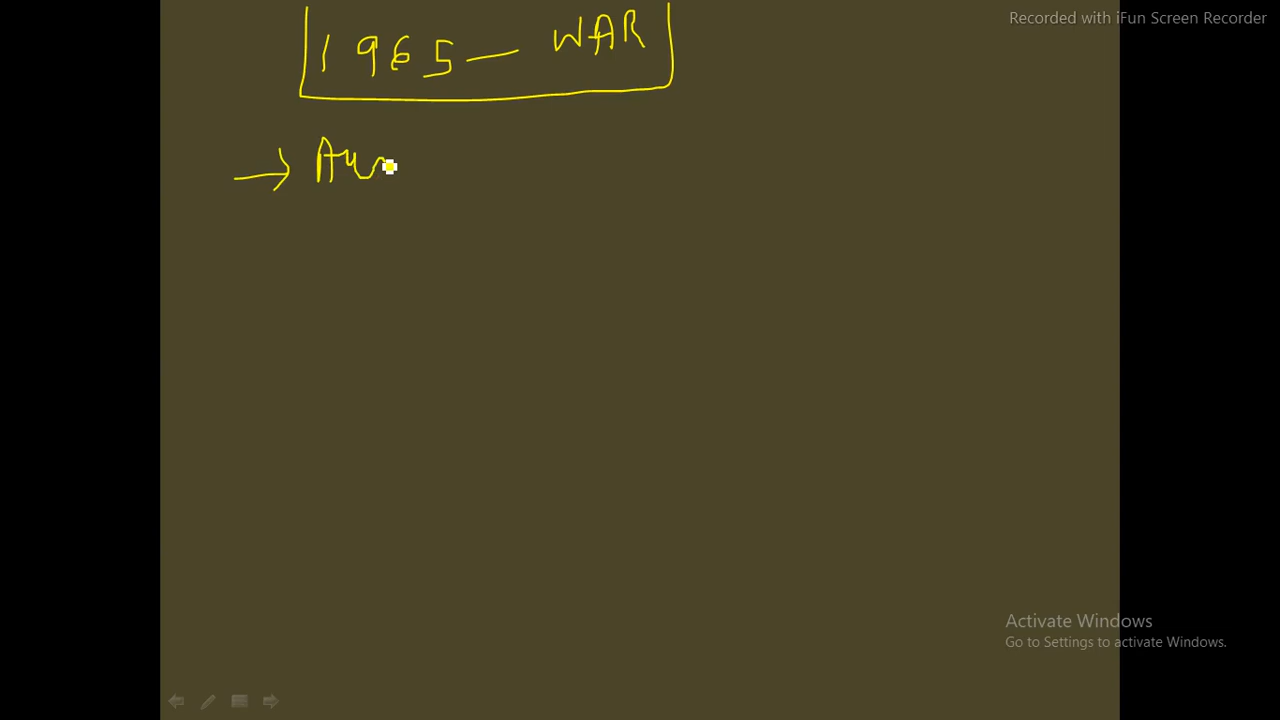 Recorded with iFun Screen Recorder
1965 — WAR
→
Activate Windows
Go to Settings to activate Windows.